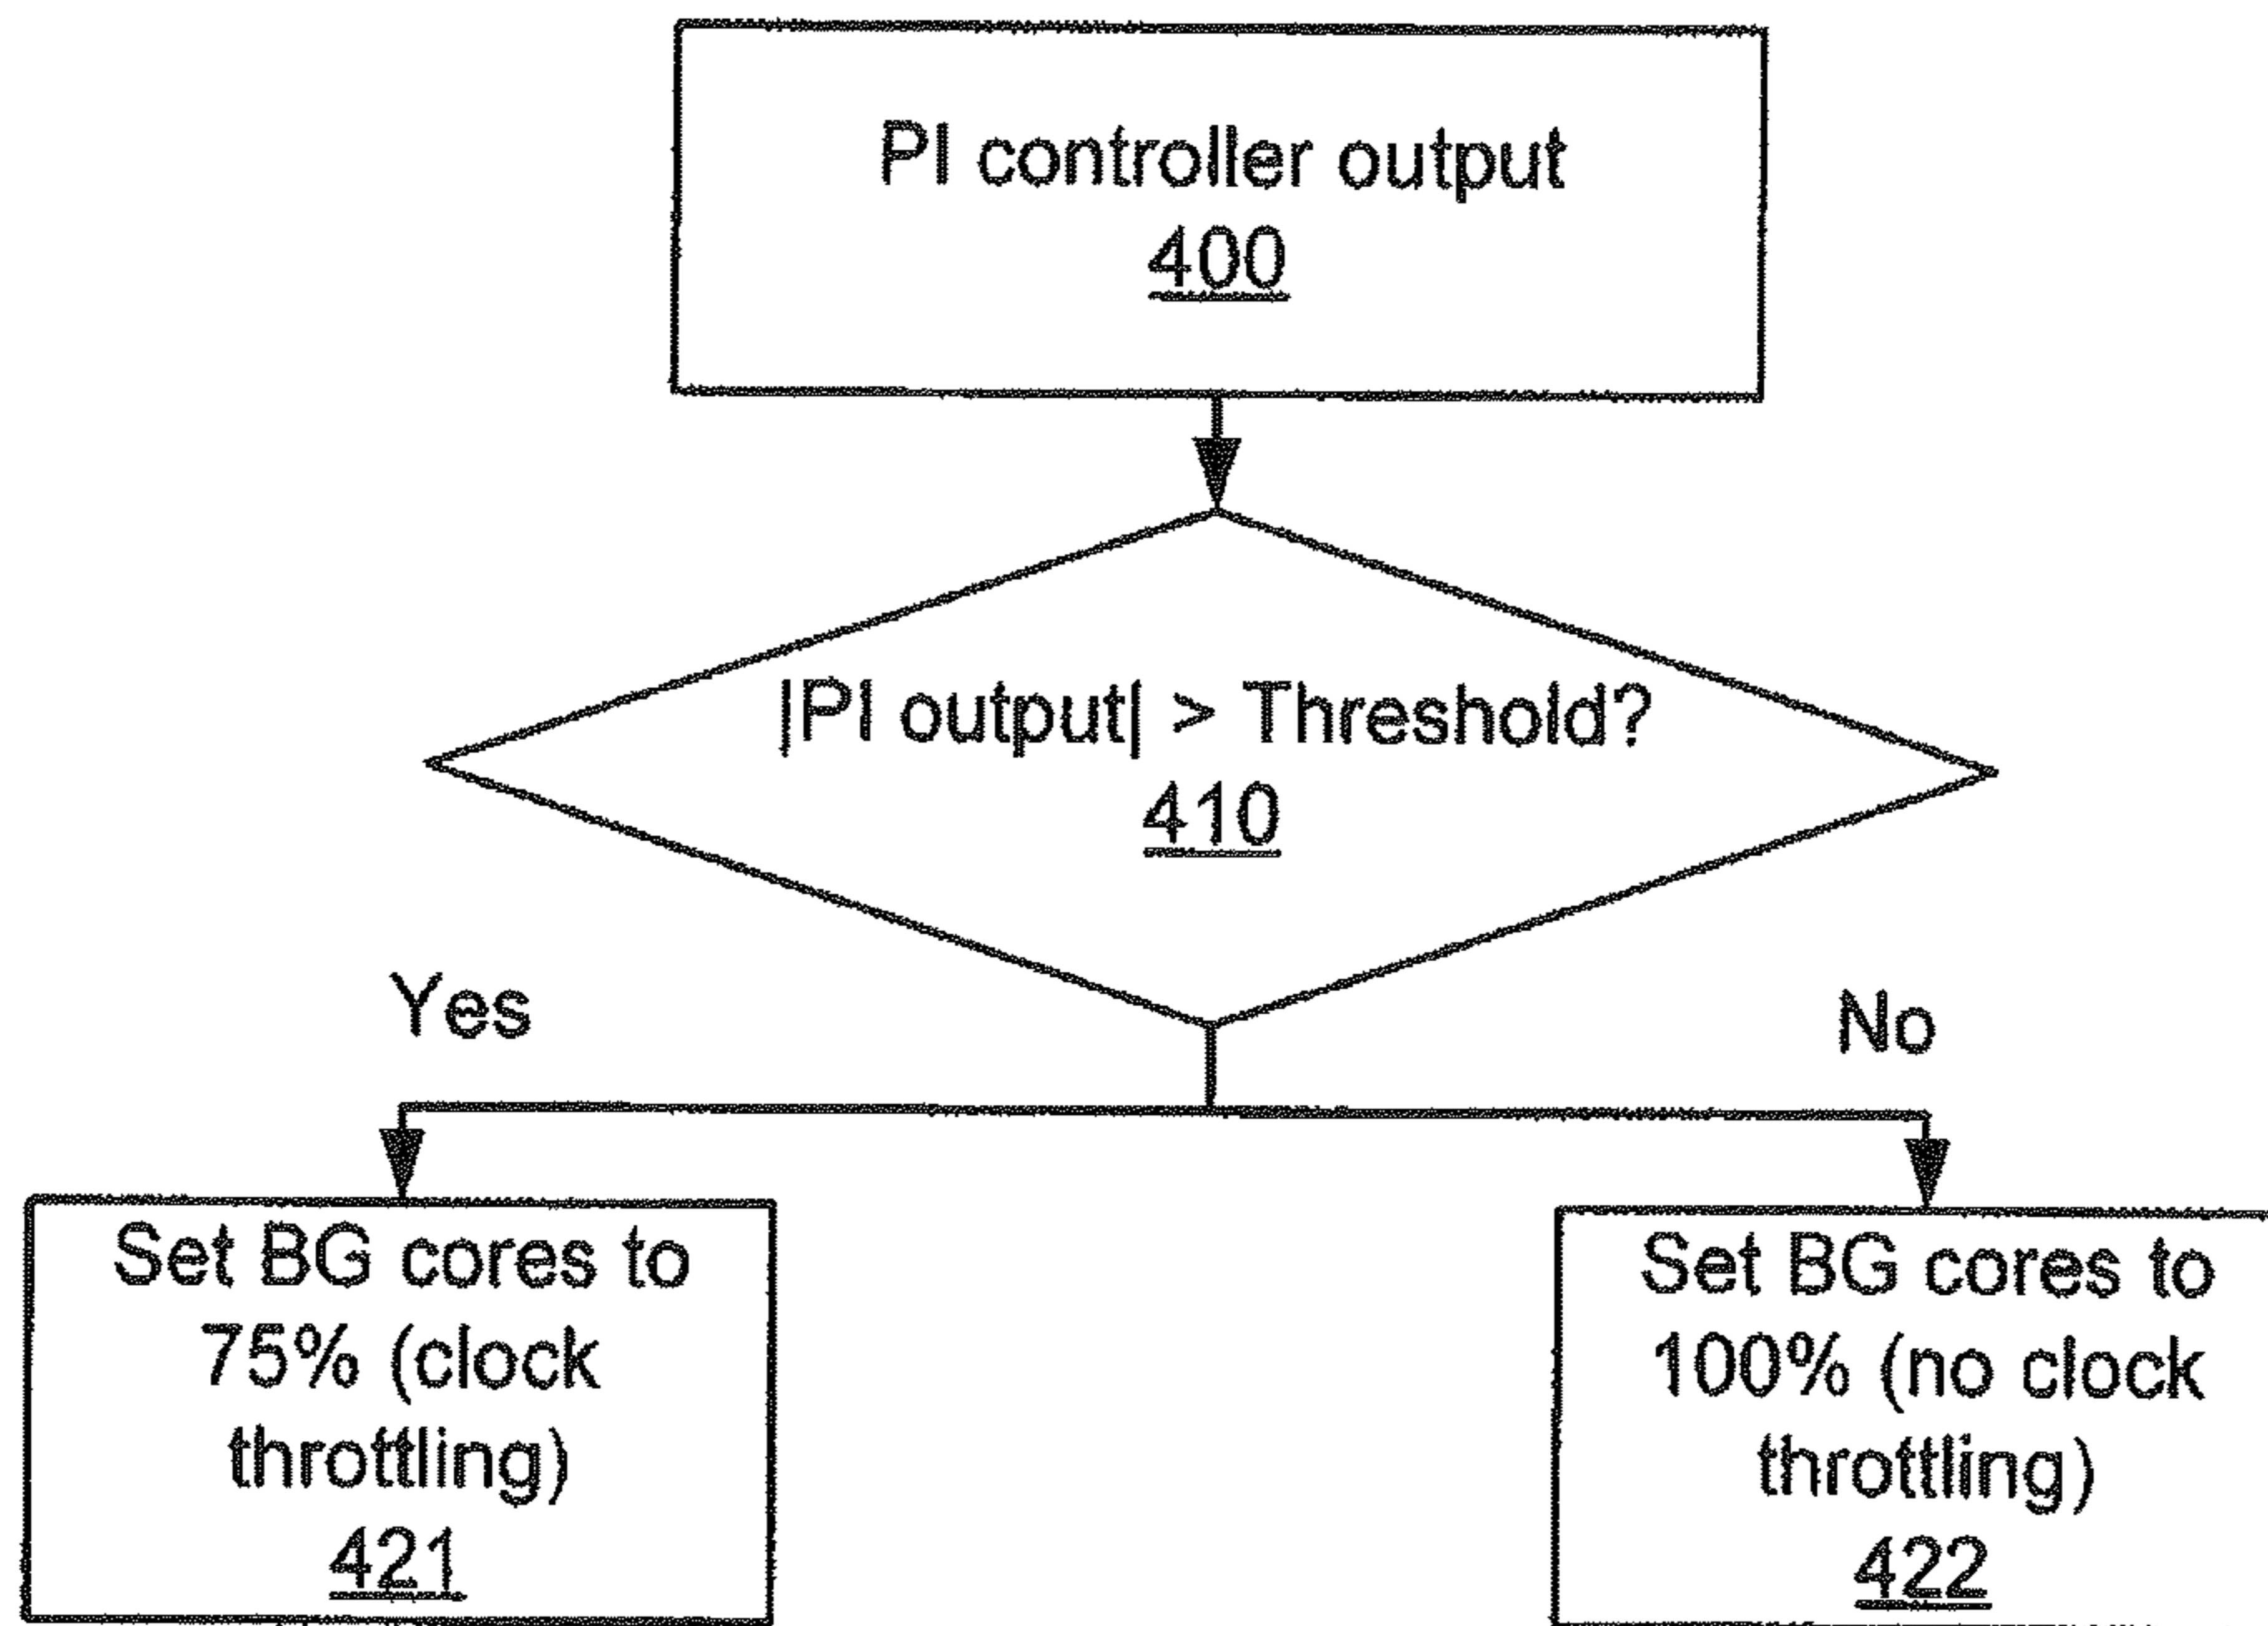 PI controller output
400
|PI output| > Threshold?
410
Yes
No
Set BG cores to
75% (clock
throttling)
421
Set BG cores to
100% (no clock
throttling)
422